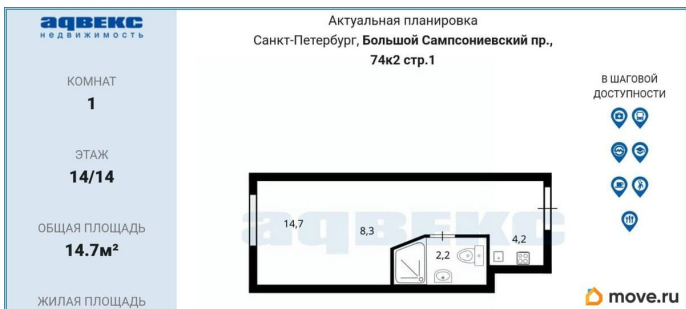 адвекс
недвижимость
КОМНАТ
1
ЭТАЖ
14/14
ОБЩАЯ ПЛОЩАДЬ
14.7м²
ЖИЛАЯ ПЛОЩАДЬ
Актуальная планировка
Санкт-Петербург, Большой Сампсониевский пр.,
74к2 стр.1
адвекс
14,7
8,3
2,2
4,2
В ШАГОВОЙ
ДОСТУПНОСТИ
move.ru